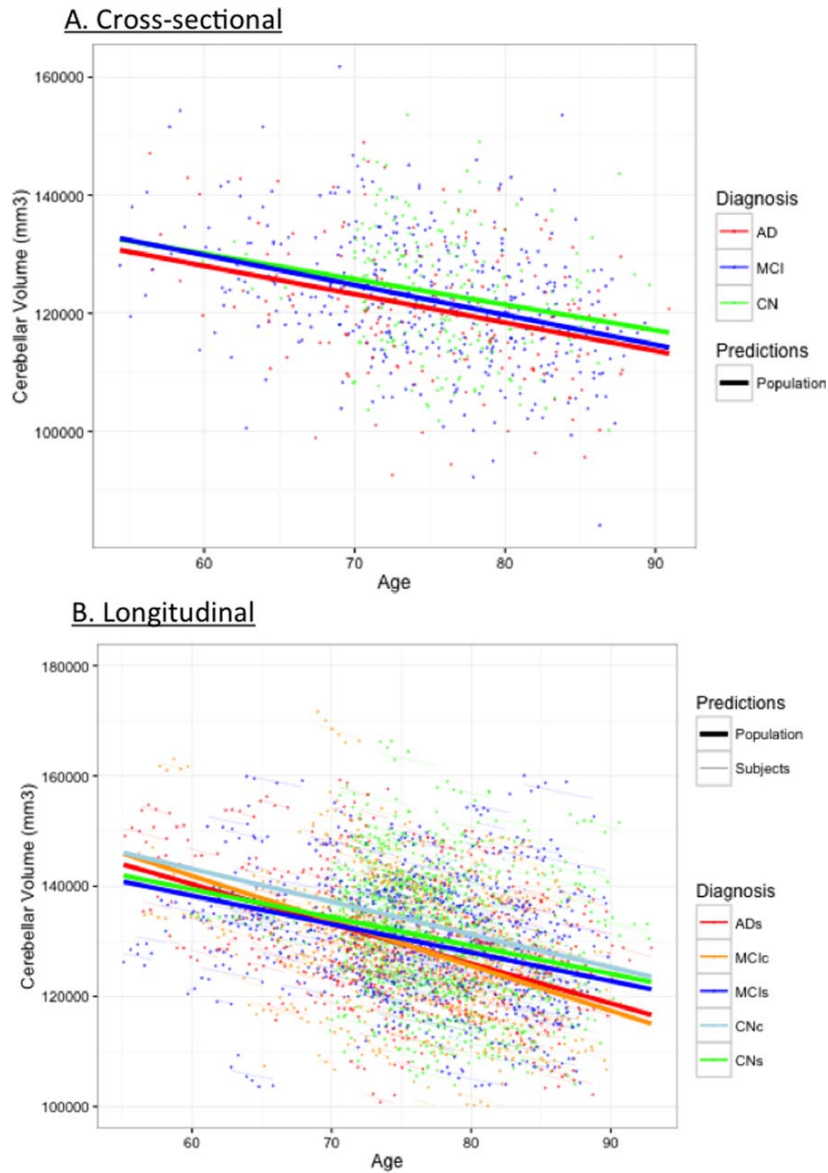 A. Cross-sectional
160000
140000
120000
100000
Cerebellar Volume (mm3)
60
70
80
90
Age
Diagnosis
AD
MCI
CN
Predictions
Population
B. Longitudinal
180000
160000
140000
120000
100000
Cerebellar Volume (mm3)
60
70
80
90
Age
Predictions
Population
Subjects
Diagnosis
ADs
MCIc
MCIs
CNc
CNs